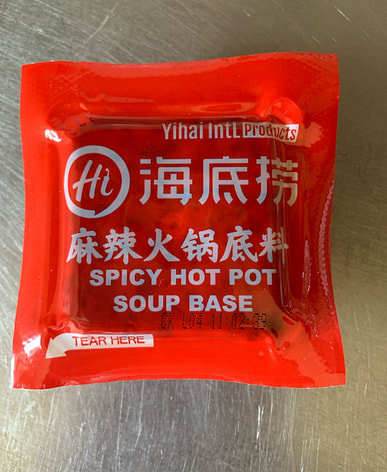 Yihai Intl Products
Hi 海底捞
麻辣火锅底料
SPICY HOT POT
SOUP BASE
TEAR HERE